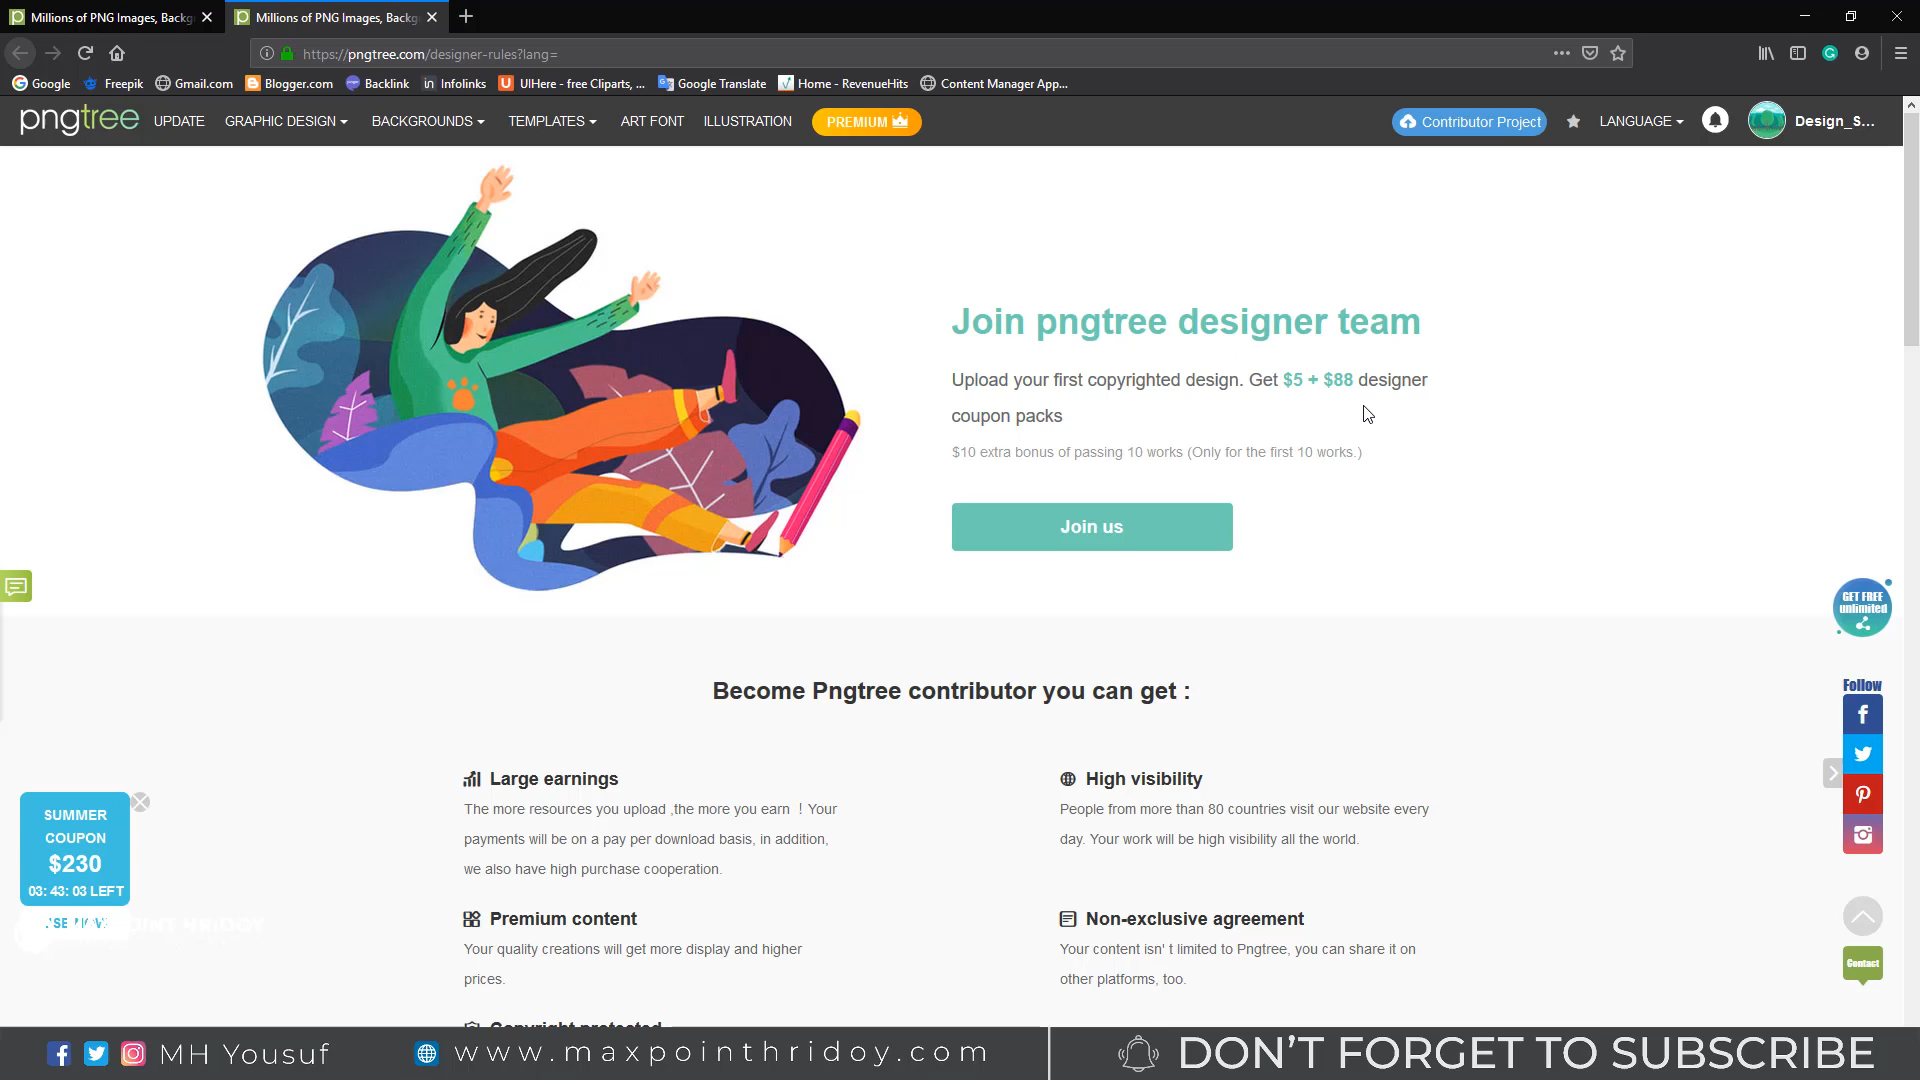 Millions of PNG Images, Backg
Millions of PNG Images, Backg
https://pngtree.com/designer-rules?lang=
Google
Freepik
Gmail.com
Blogger.com
Backlink
in Infolinks
U UIHere - free Cliparts, ...
Google Translate
Home - RevenueHits
Content Manager App...
pngtree
UPDATE
GRAPHIC DESIGN
BACKGROUNDS
TEMPLATES
ART FONT
ILLUSTRATION
PREMIUM
Contributor Project
LANGUAGE
Design_S...
Join pngtree designer team
Upload your first copyrighted design. Get $5 + $88 designer
coupon packs
$10 extra bonus of passing 10 works (Only for the first 10 works.)
Join us
GET FREE
unlimited
Become Pngtree contributor you can get :
Follow
Large earnings
The more resources you upload ,the more you earn ! Your
payments will be on a pay per download basis, in addition,
we also have high purchase cooperation.
High visibility
People from more than 80 countries visit our website every
day. Your work will be high visibility all the world.
SUMMER
COUPON
$230
03: 43: 03 LEFT
Premium content
Your quality creations will get more display and higher
prices.
Non-exclusive agreement
Your content isn' t limited to Pngtree, you can share it on
other platforms, too.
Contact
Copyright protected
MH Yousuf
www.maxpointhridoy.com
DON'T FORGET TO SUBSCRIBE